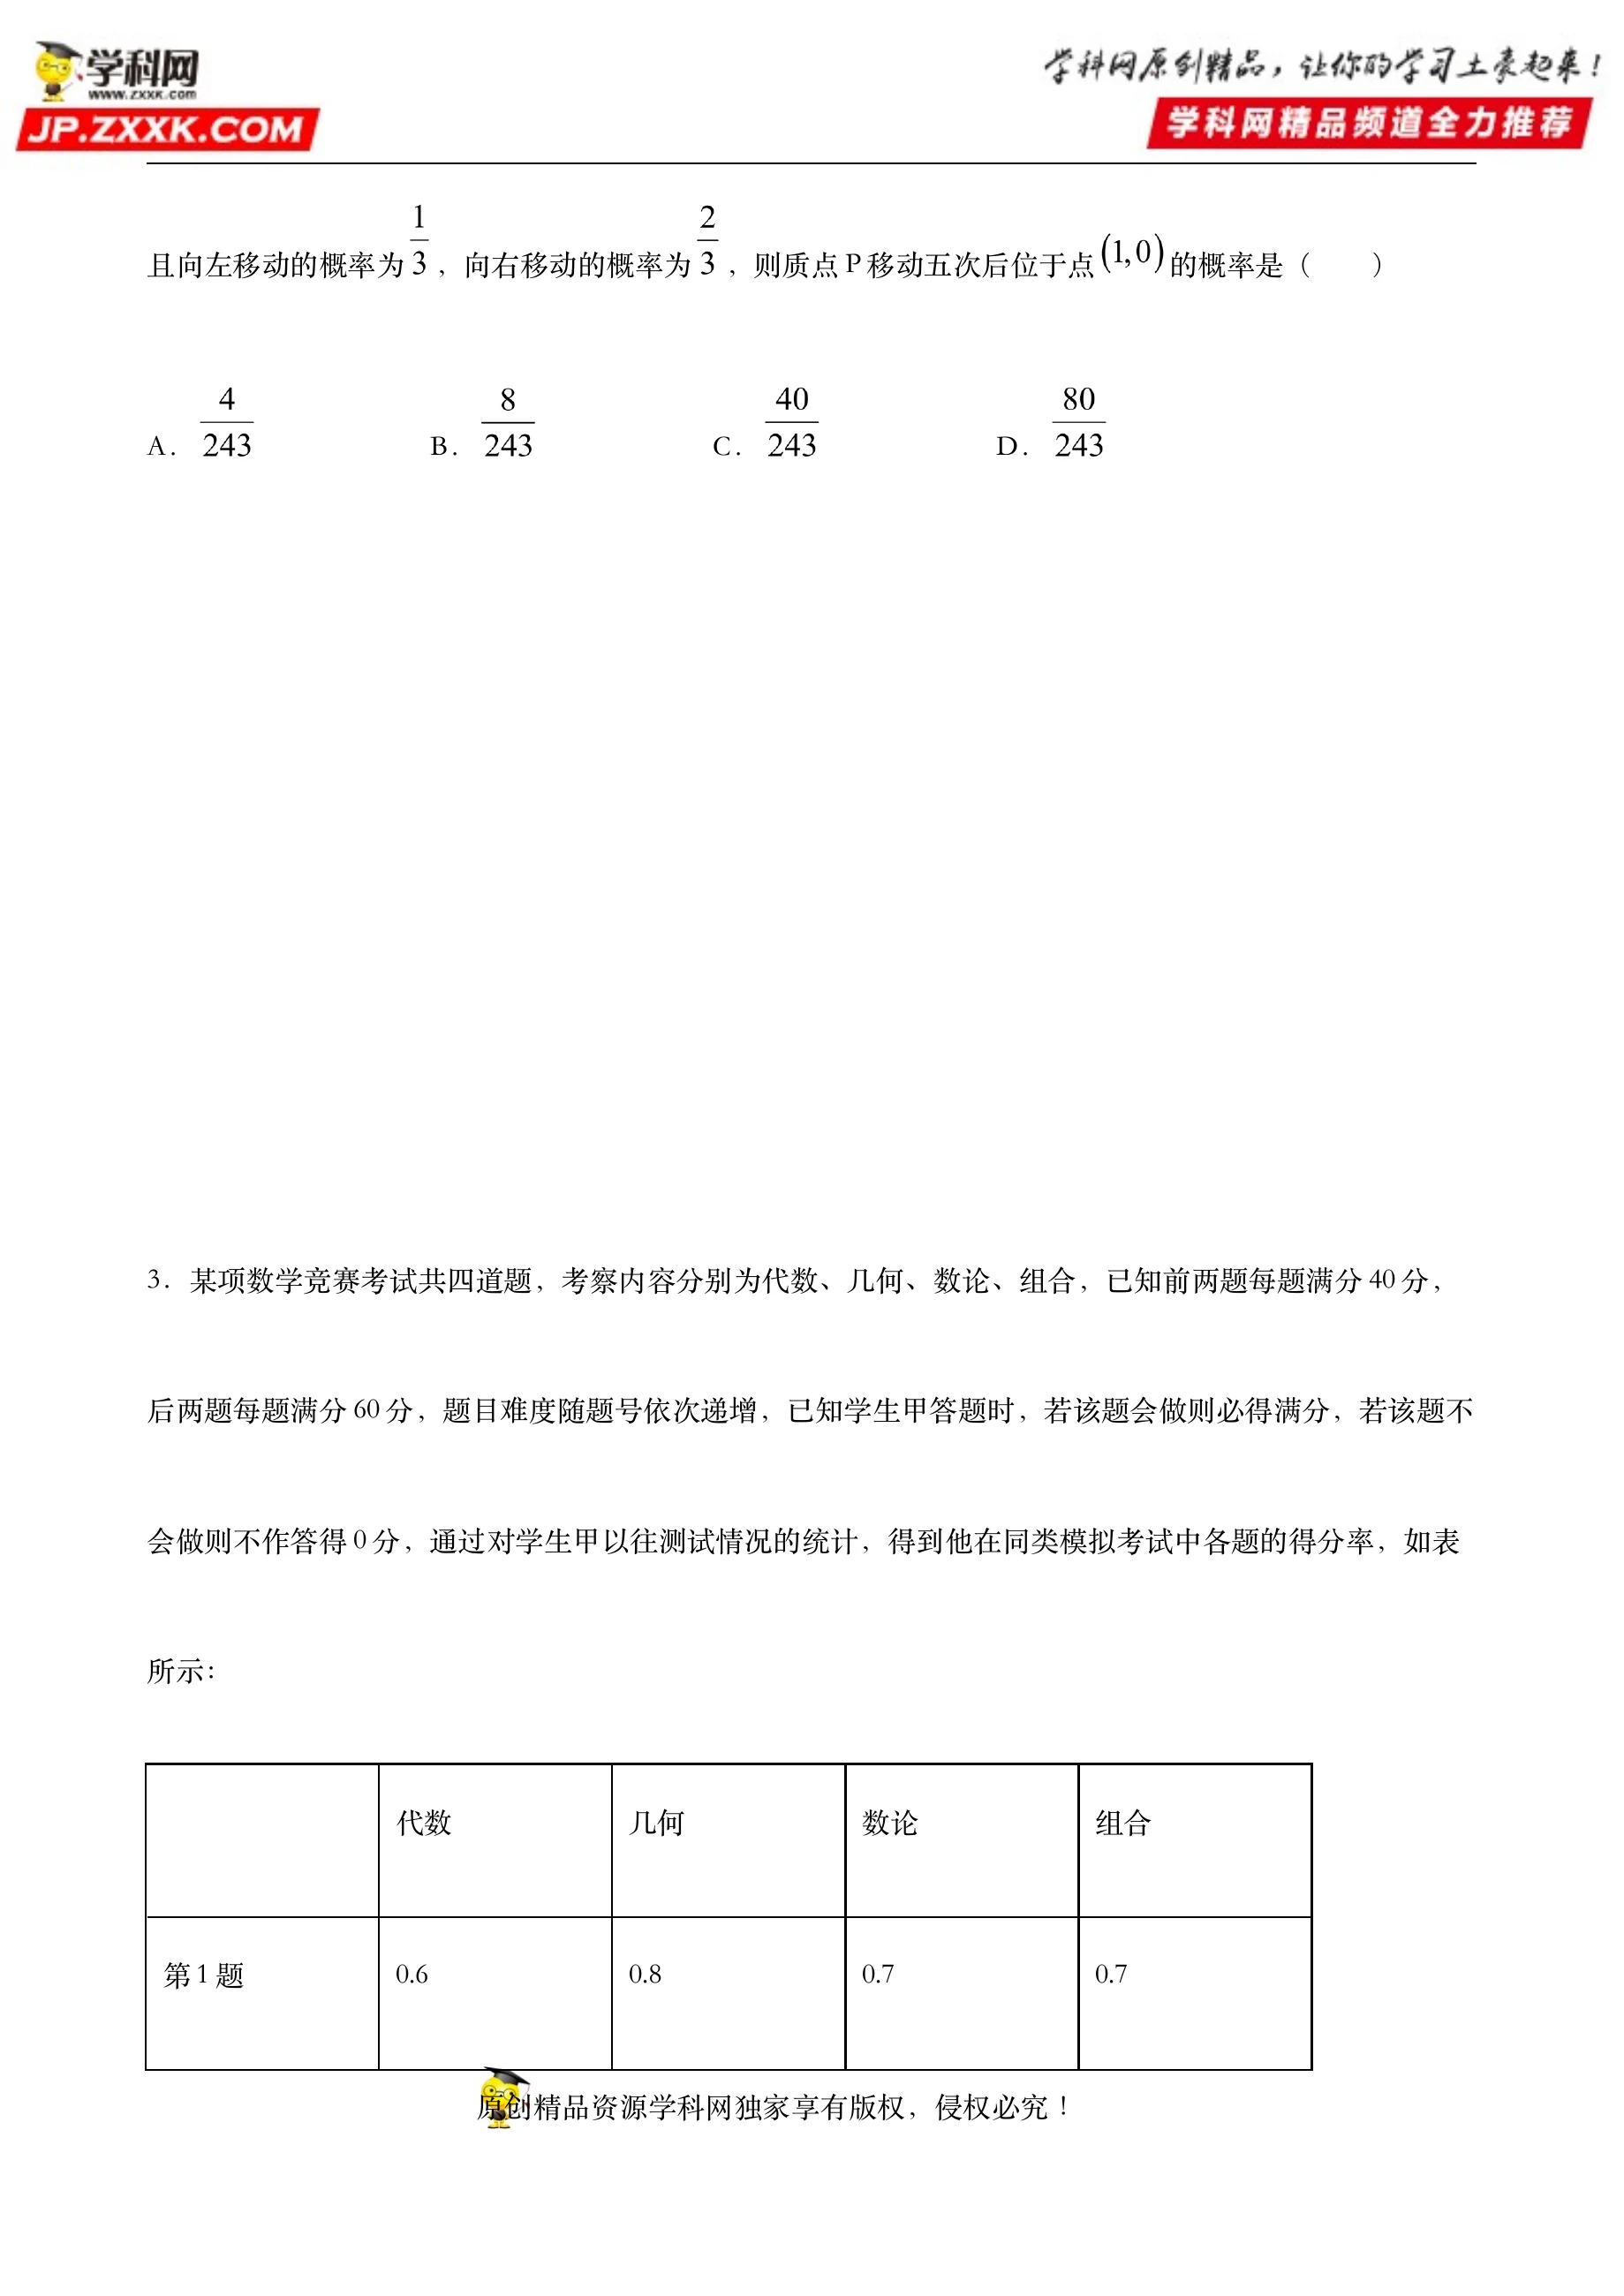 学科网
www.zxxk.com
JP.ZXXK.COM
学科网原创精品，让你的学习土豪起来！
学科网精品频道全力推荐
且向左移动的概率为 1/3，向右移动的概率为 2/3，则质点 P 移动五次后位于点 (1,0) 的概率是（　　）
A． 4/243　B． 8/243　C． 40/243　D． 80/243
3．某项数学竞赛考试共四道题，考察内容分别为代数、几何、数论、组合，已知前两题每题满分 40 分，
后两题每题满分 60 分，题目难度随题号依次递增，已知学生甲答题时，若该题会做则必得满分，若该题不
会做则不作答得 0 分，通过对学生甲以往测试情况的统计，得到他在同类模拟考试中各题的得分率，如表
所示：
代数　几何　数论　组合
第 1 题　0.6　0.8　0.7　0.7
原创精品资源学科网独家享有版权，侵权必究！